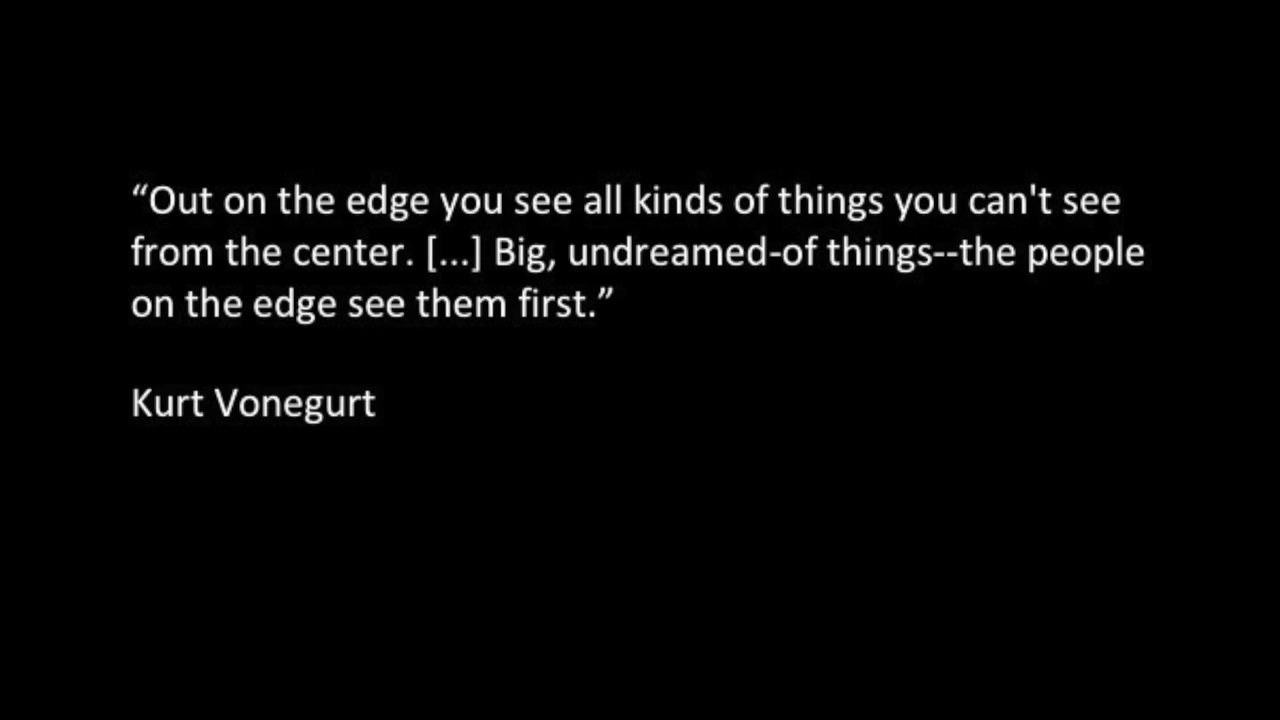 “Out on the edge you see all kinds of things you can't see
from the center. [...] Big, undreamed-of things--the people
on the edge see them first.”
Kurt Vonegurt